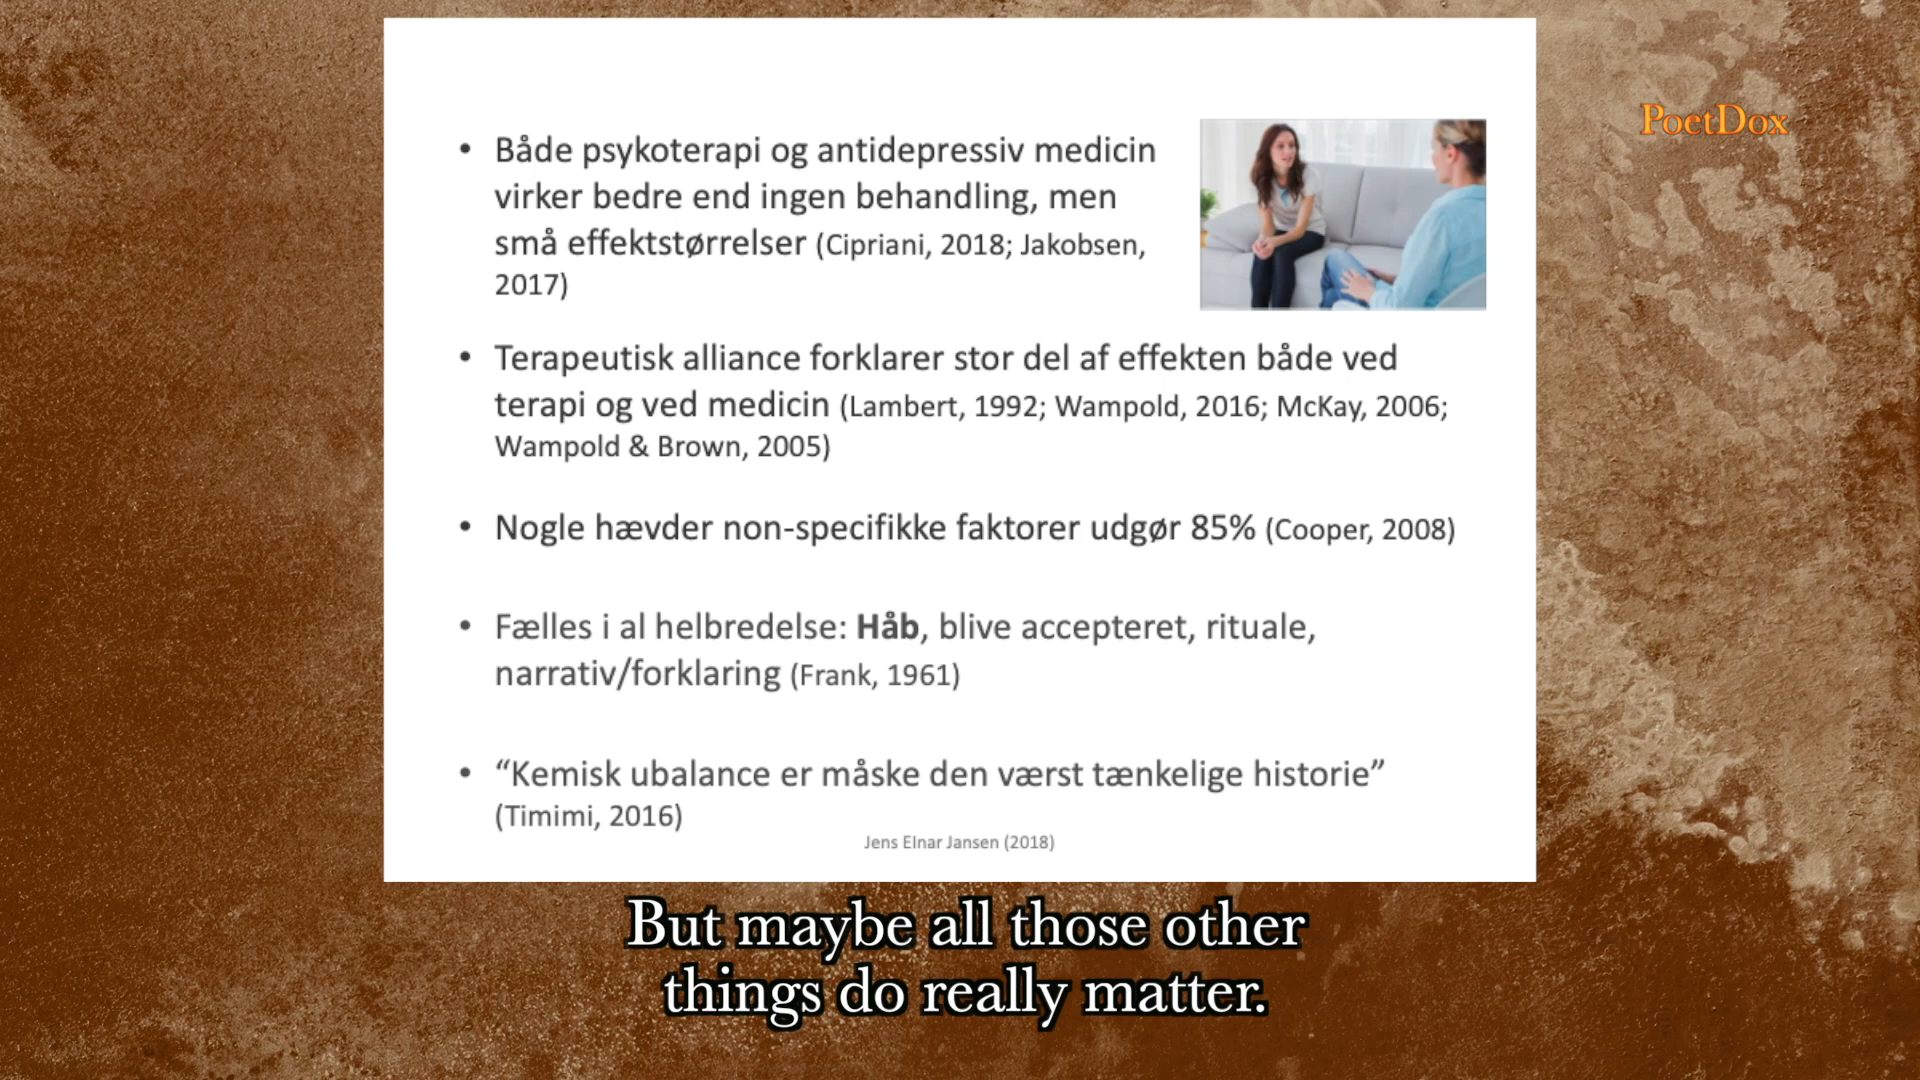 PoetDox
• Både psykoterapi og antidepressiv medicin
virker bedre end ingen behandling, men
små effektstørrelser (Cipriani, 2018; Jakobsen,
2017)
• Terapeutisk alliance forklarer stor del af effekten både ved
terapi og ved medicin (Lambert, 1992; Wampold, 2016; McKay, 2006;
Wampold & Brown, 2005)
• Nogle hævder non-specifikke faktorer udgør 85% (Cooper, 2008)
• Fælles i al helbredelse: Håb, blive accepteret, rituale,
narrativ/forklaring (Frank, 1961)
• “Kemisk ubalance er måske den værst tænkelige historie”
(Timimi, 2016)
Jens EInar Jansen (2018)
But maybe all those other
things do really matter.